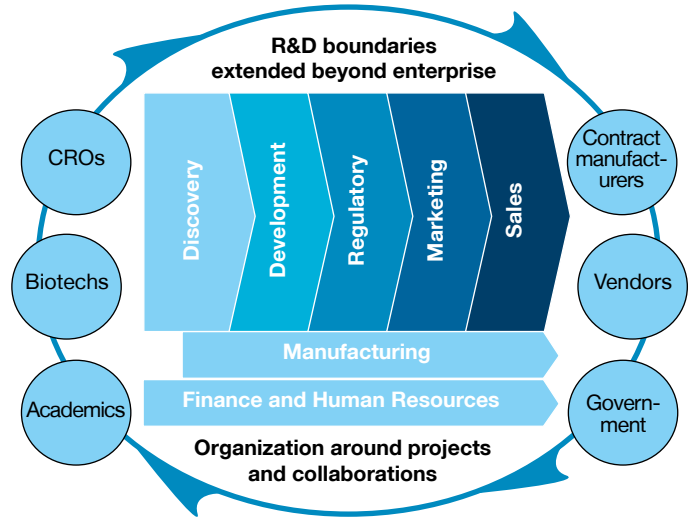 R&D boundaries
extended beyond enterprise
CROs
Biotechs
Academics
Discovery
Development
Regulatory
Marketing
Sales
Contract
manufact-
urers
Vendors
Govern-
ment
Manufacturing
Finance and Human Resources
Organization around projects
and collaborations